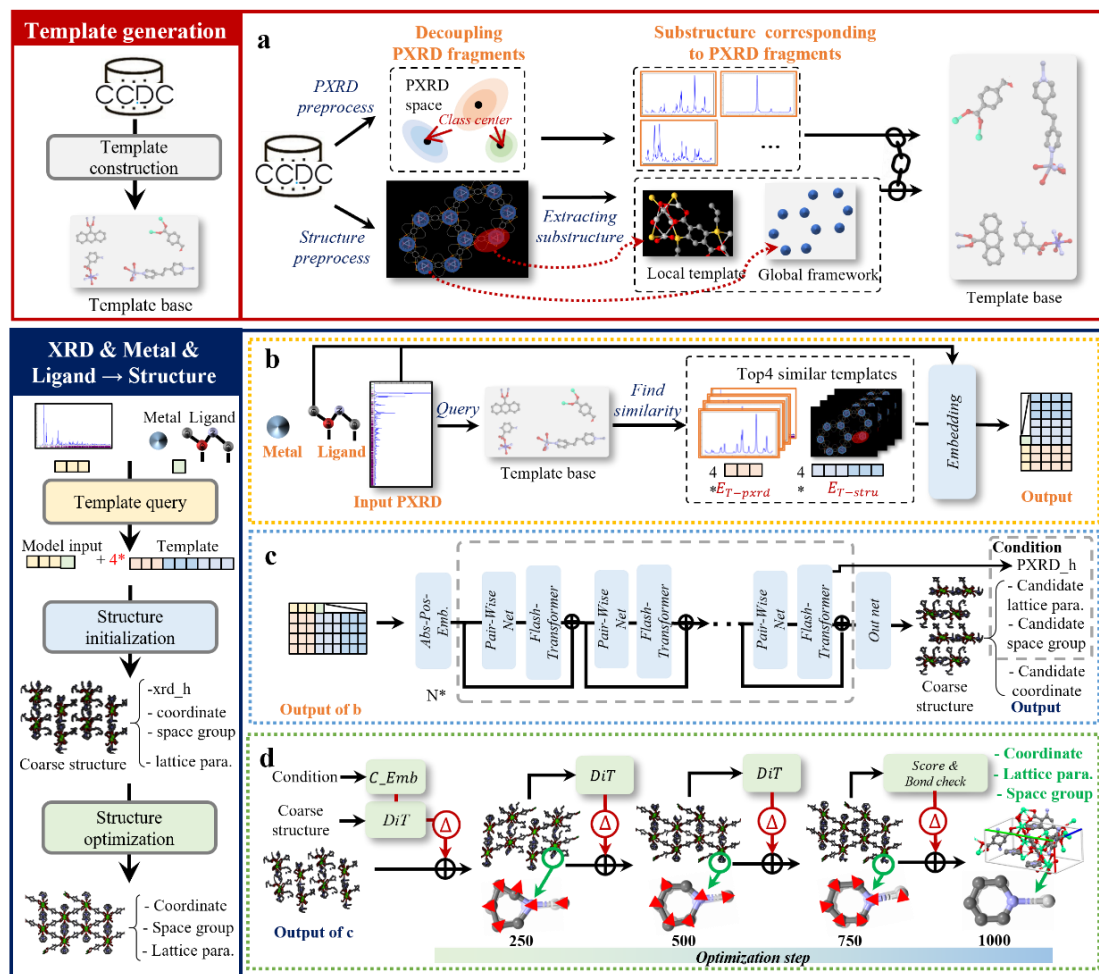 Template generation
CCDC
Template
construction
Template base
a
Decoupling
PXRD fragments
Substructure corresponding
to PXRD fragments
PXRD
preprocess
PXRD
space
Class center
...
CCDC
Structure
preprocess
Extracting
substructure
Local template
Global framework
Template base
XRD & Metal &
Ligand → Structure
Metal Ligand
Template query
Model input
+ 4*
Template
Structure
initialization
-xrd_h
- coordinate
- space group
- lattice para.
Coarse structure
Structure
optimization
- Coordinate
- Space group
- Lattice para.
b
Metal
Ligand
Input PXRD
Query
Template base
Find
similarity
Top4 similar templates
4
* E_{T-pxrd}
4
* E_{T-stru}
Embedding
Output
c
Output of b
Abs-Pos-
Emb.
N*
Pair-Wise
Net
Flash-
Transformer
Pair-Wise
Net
Flash-
Transformer
...
Pair-Wise
Net
Flash-
Transformer
Out net
Coarse
structure
Condition
PXRD_h
- Candidate
lattice para.
- Candidate
space group
- Candidate
coordinate
Output
d
Condition
C_Emb
Coarse
structure
DiT
Δ
Output of c
DiT
Δ
DiT
Δ
Score &
Bond check
Δ
- Coordinate
- Lattice para.
- Space group
250
500
750
1000
Optimization step